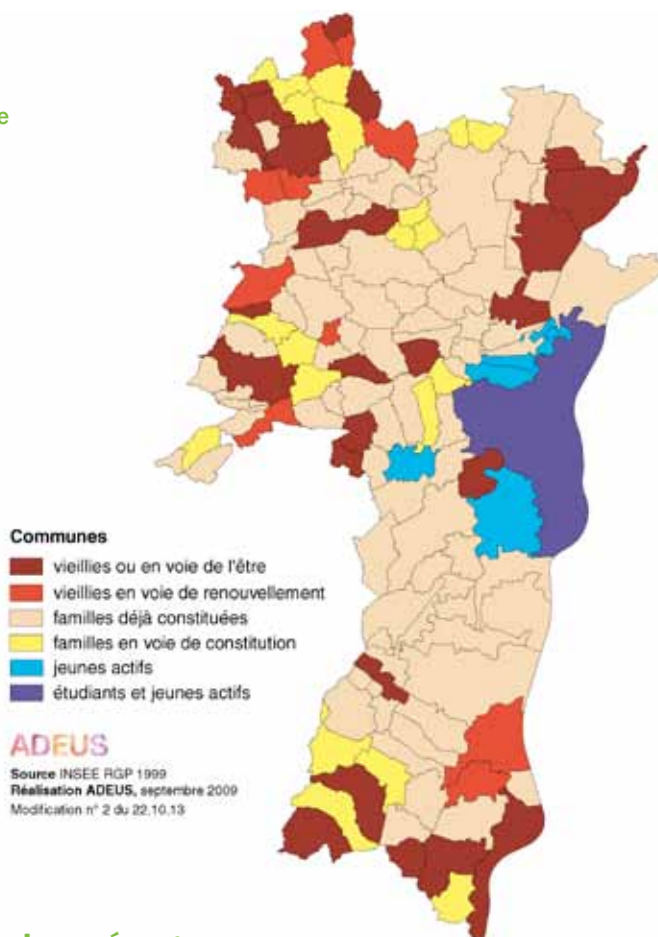 e
Communes
vieillies ou en voie de l'être
vieillies en voie de renouvellement
familles déjà constituées
familles en voie de constitution
jeunes actifs
étudiants et jeunes actifs
ADEUS
Source INSEE RGP 1999
Réalisation ADEUS, septembre 2009
Modification n° 2 du 22.10.13